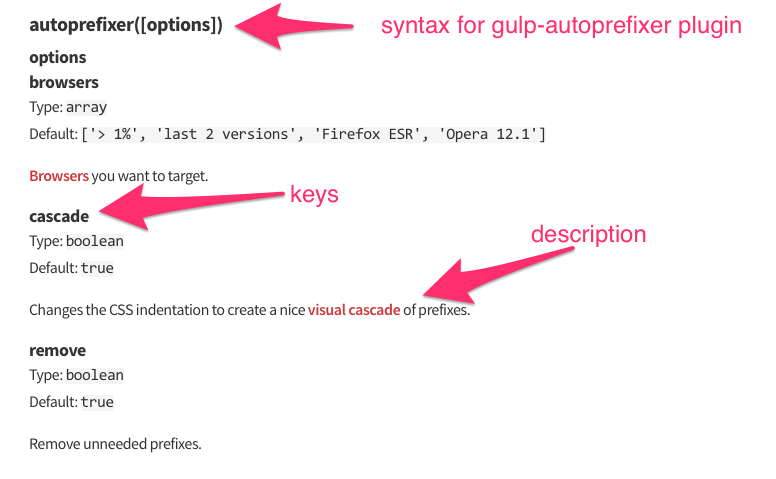 autoprefixer([options])
syntax for gulp-autoprefixer plugin
options
browsers
Type: array
Default: ['> 1%', 'last 2 versions', 'Firefox ESR', 'Opera 12.1']
Browsers you want to target.
keys
cascade
Type: boolean
description
Default: true
Changes the CSS indentation to create a nice visual cascade of prefixes.
remove
Type: boolean
Default: true
Remove unneeded prefixes.